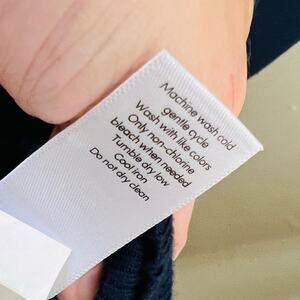 Machine wash cold
gentle cycle
Wash with like colors
Only non-chlorine
bleach when needed
Tumble dry low
Cool iron
Do not dry clean